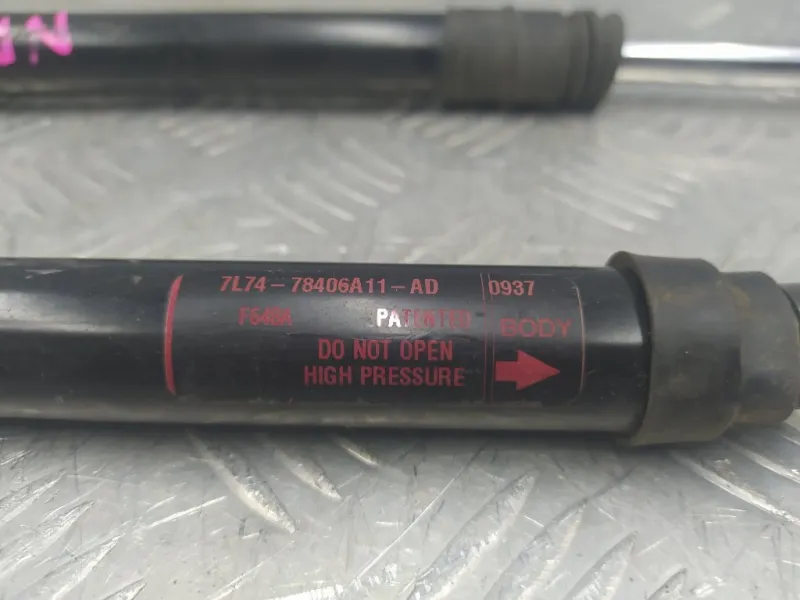 7L74-78406A11-AD 0937
PATENTED BODY
DO NOT OPEN
HIGH PRESSURE